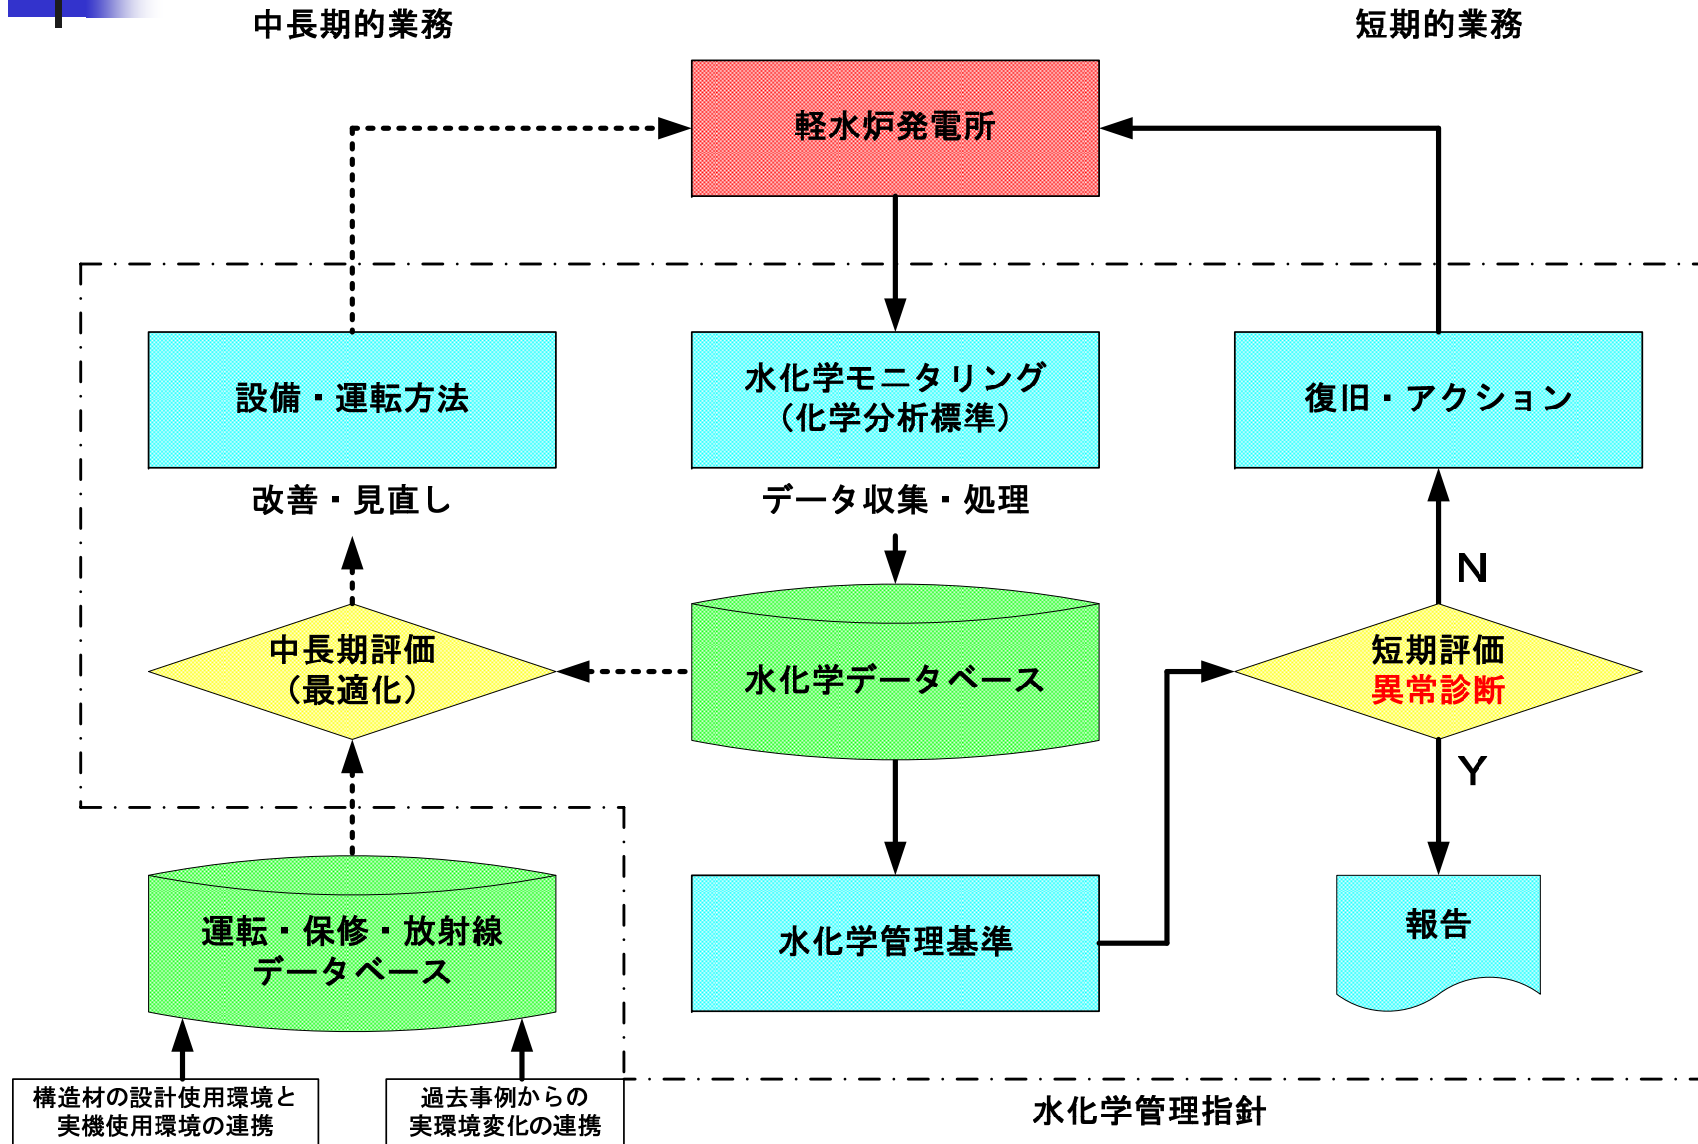 中長期的業務
短期的業務
軽水炉発電所
設備・運転方法
水化学モニタリング
（化学分析標準）
復旧・アクション
改善・見直し
データ収集・処理
N
中長期評価
（最適化）
水化学データベース
短期評価
異常診断
Y
運転・保修・放射線
データベース
水化学管理基準
報告
構造材の設計使用環境と
実機使用環境の連携
過去事例からの
実環境変化の連携
水化学管理指針